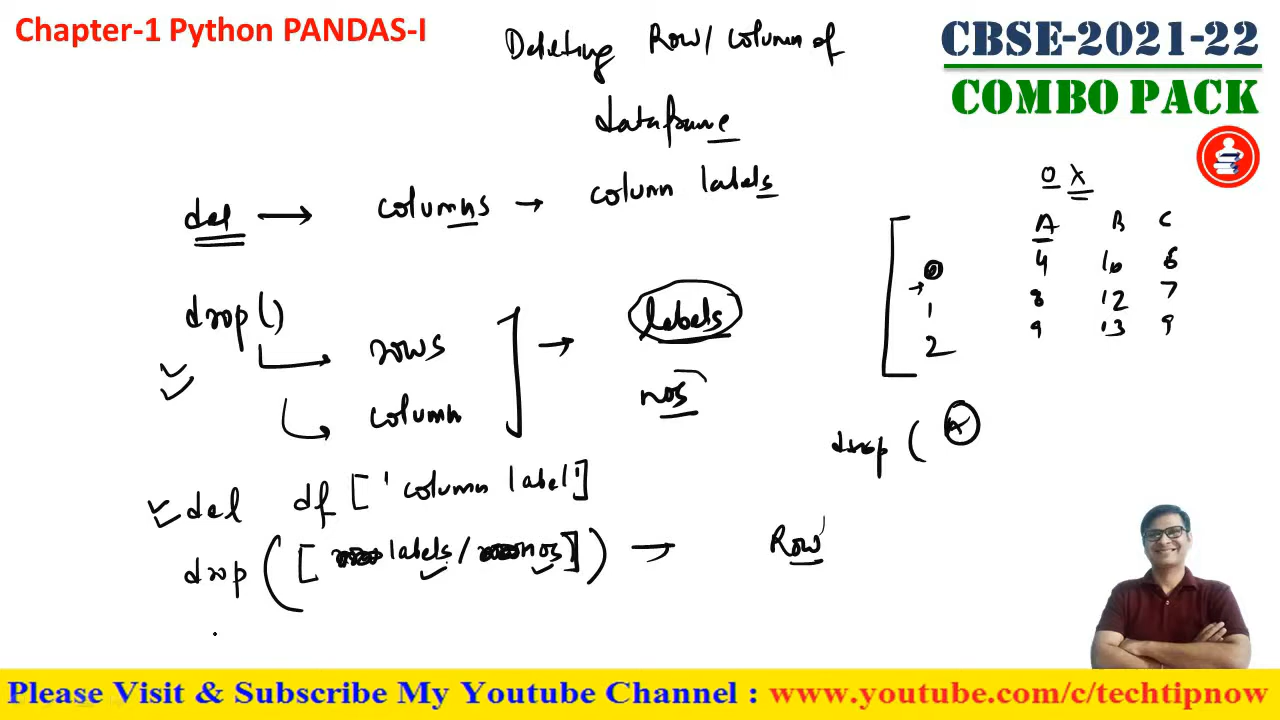 Chapter-1 Python PANDAS-I
Deleting Row/column of
dataframe
CBSE-2021-22
COMBO PACK
del → columns → column labels
drop()
rows
column
→ labels
nos
0 X
A B C
0 4 10 6
→ 1 8 12 7
2 9 13 9
drop (
del df ['column label']
drop ([ labels / nos ]) → Row
Please Visit & Subscribe My Youtube Channel : www.youtube.com/c/techtipnow